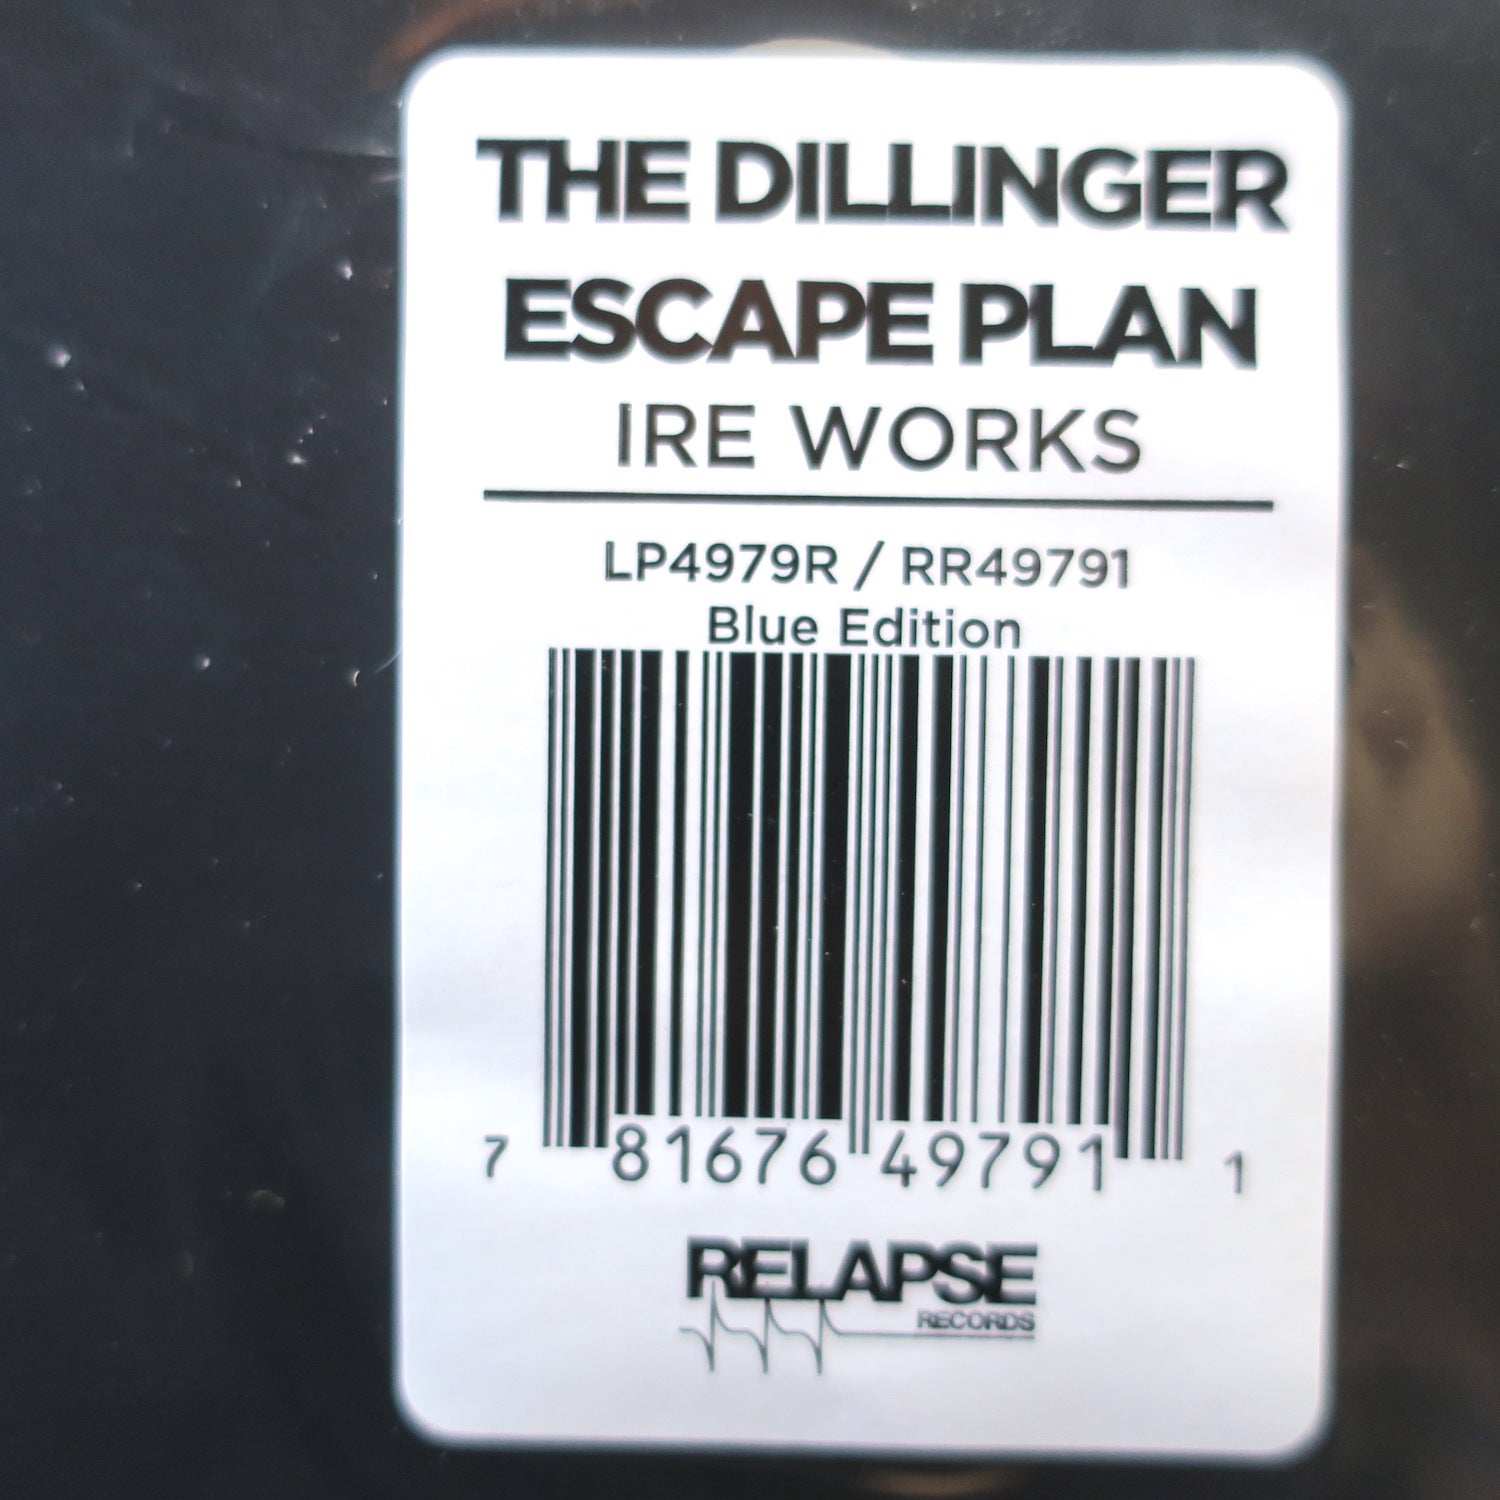 THE DILLINGER
ESCAPE PLAN
IRE WORKS
LP4979R / RR49791
Blue Edition
7 81676 49791 1
RELAPSE
RECORDS